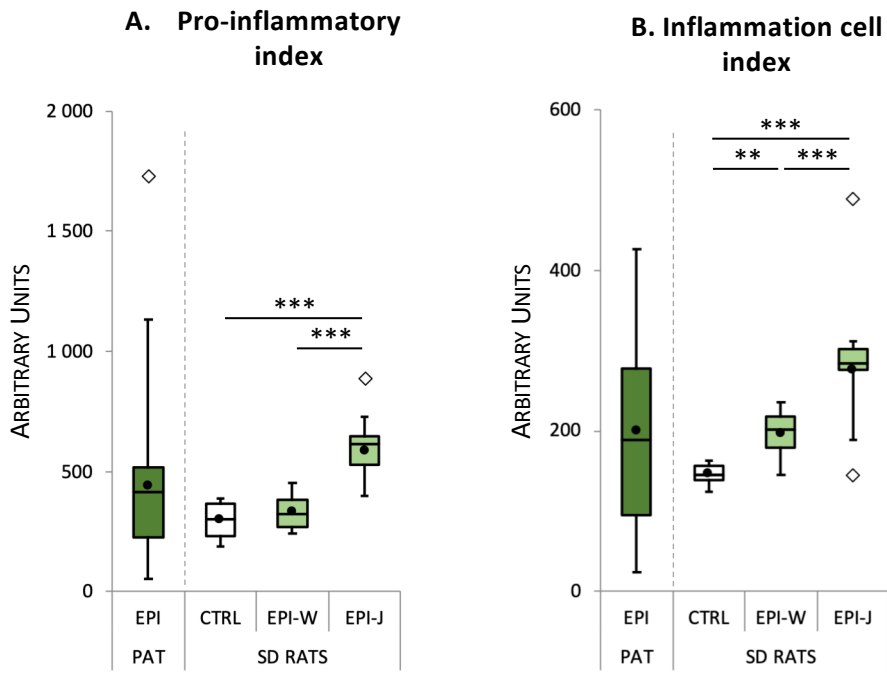 A. Pro-inflammatory
index
2 000
1 500
1 000
500
0
ARBITRARY UNITS
***
***
EPI CTRL EPI-W EPI-J
PAT SD RATS
B. Inflammation cell
index
600
400
200
0
ARBITRARY UNITS
***
** ***
EPI CTRL EPI-W EPI-J
PAT SD RATS